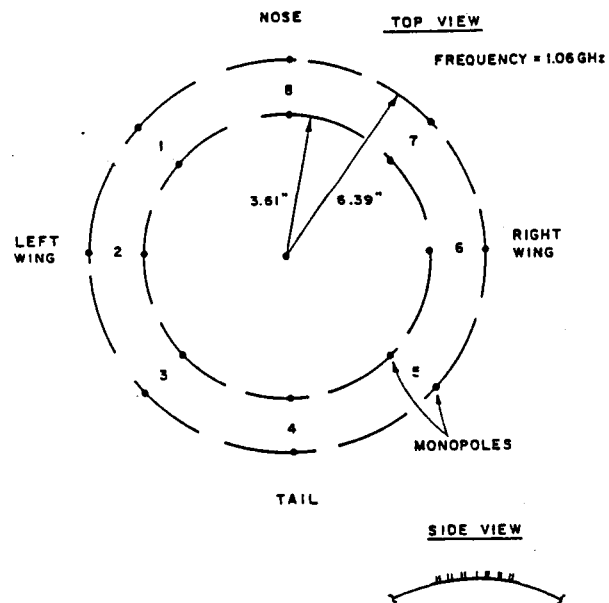 NOSE
TOP VIEW
FREQUENCY = 1.06 GHz
8
1
7
3.61"
6.39"
LEFT WING
2
6
RIGHT WING
3
5
4
MONOPOLES
TAIL
SIDE VIEW